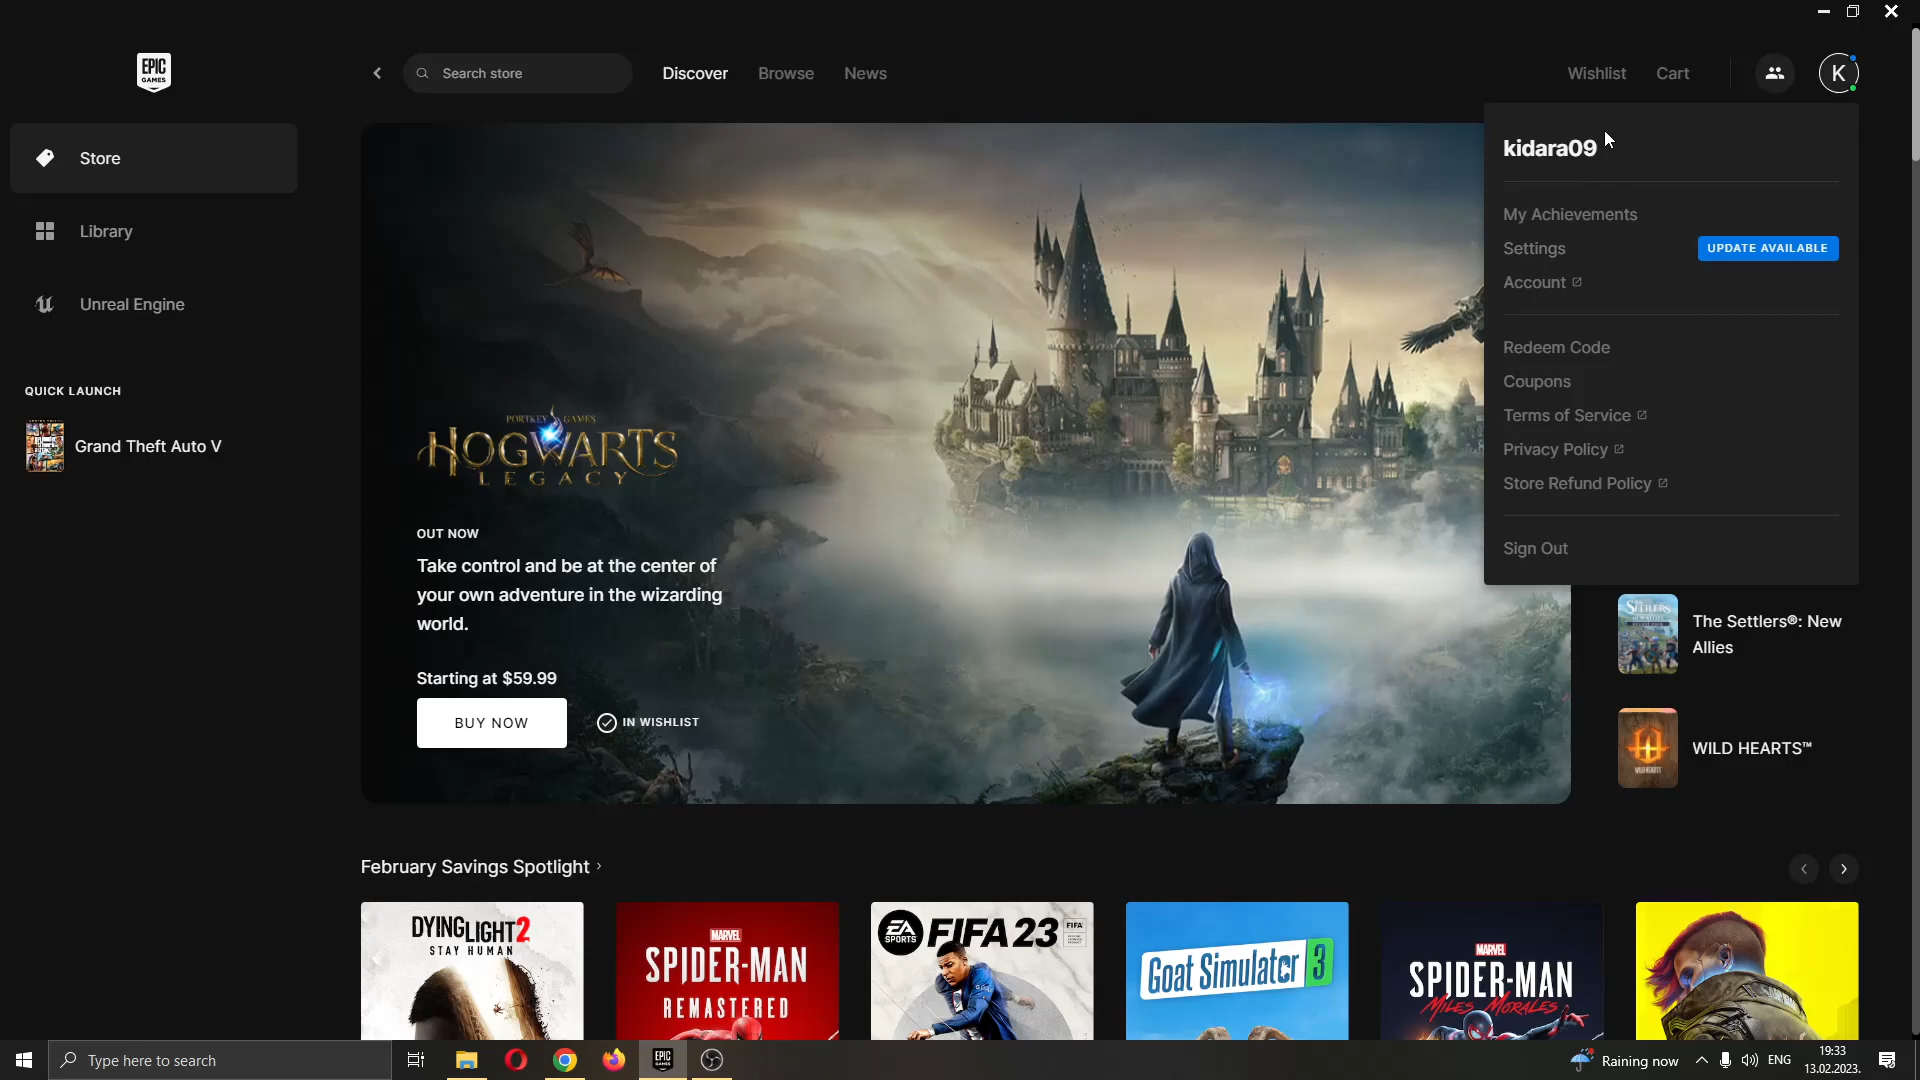 EPIC
GAMES
Search store
Discover
Browse
News
Wishlist
Cart
K
Store
Library
Unreal Engine
QUICK LAUNCH
Grand Theft Auto V
kidara09
My Achievements
Settings
UPDATE AVAILABLE
Account
Redeem Code
Coupons
Terms of Service
Privacy Policy
Store Refund Policy
Sign Out
PORTKEY GAMES
HOGWARTS
LEGACY
OUT NOW
Take control and be at the center of
your own adventure in the wizarding
world.
Starting at $59.99
BUY NOW
IN WISHLIST
The Settlers®: New
Allies
WILD HEARTS
WILD HEARTS™
February Savings Spotlight
DYING LIGHT 2
STAY HUMAN
MARVEL
SPIDER-MAN
REMASTERED
EA
SPORTS
FIFA 23
FIFA
Goat Simulator 3
MARVEL
SPIDER-MAN
MILES MORALES
Type here to search
EPIC
GAMES
Raining now
ENG
19:33
13.02.2023.